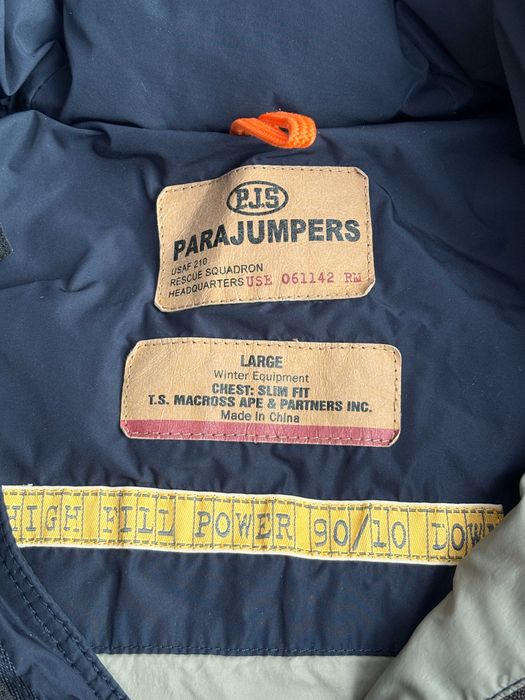 P.J.S
PARAJUMPERS
USAF 210
RESCUE SQUADRON
HEADQUARTERS USE 061142 RM
LARGE
Winter Equipment
CHEST: SLIM FIT
T.S. MACROSS APE & PARTNERS INC.
Made in China
HIGH FILL POWER 90/10 DOWN